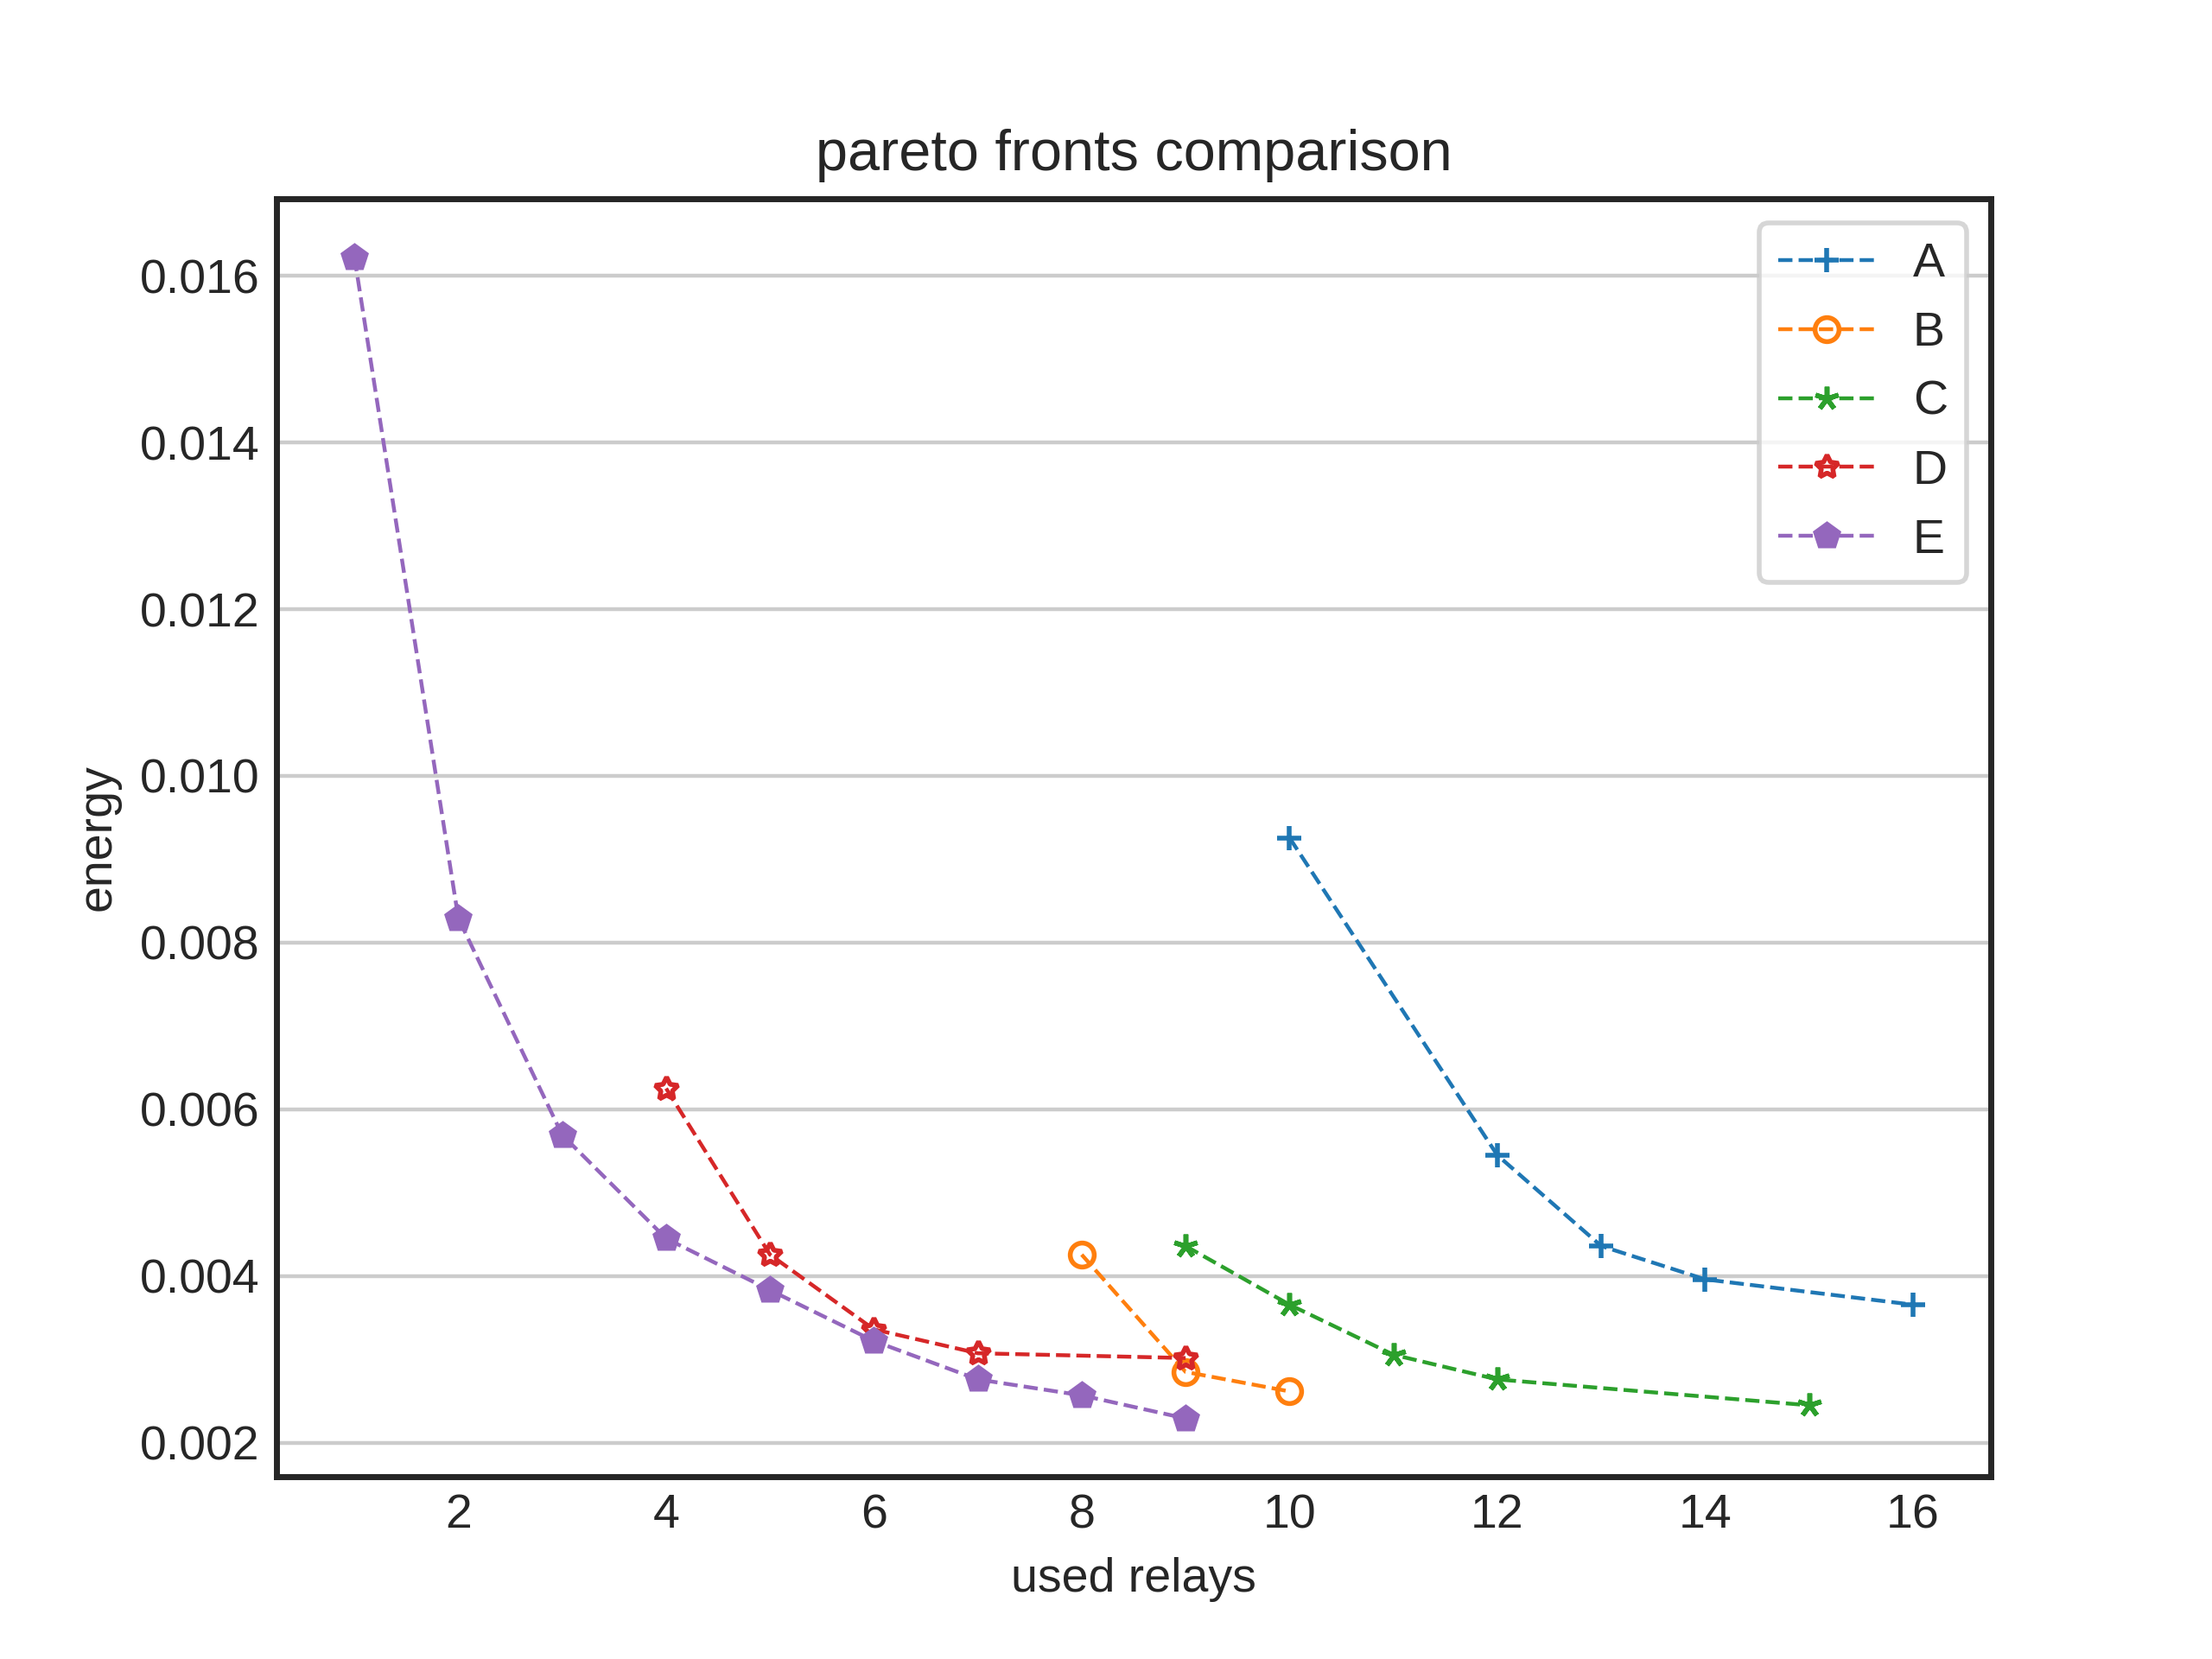 pareto fronts comparison
A
B
C
D
E
0.016
0.014
0.012
0.010
0.008
0.006
0.004
0.002
energy
2 4 6 8 10 12 14 16
used relays